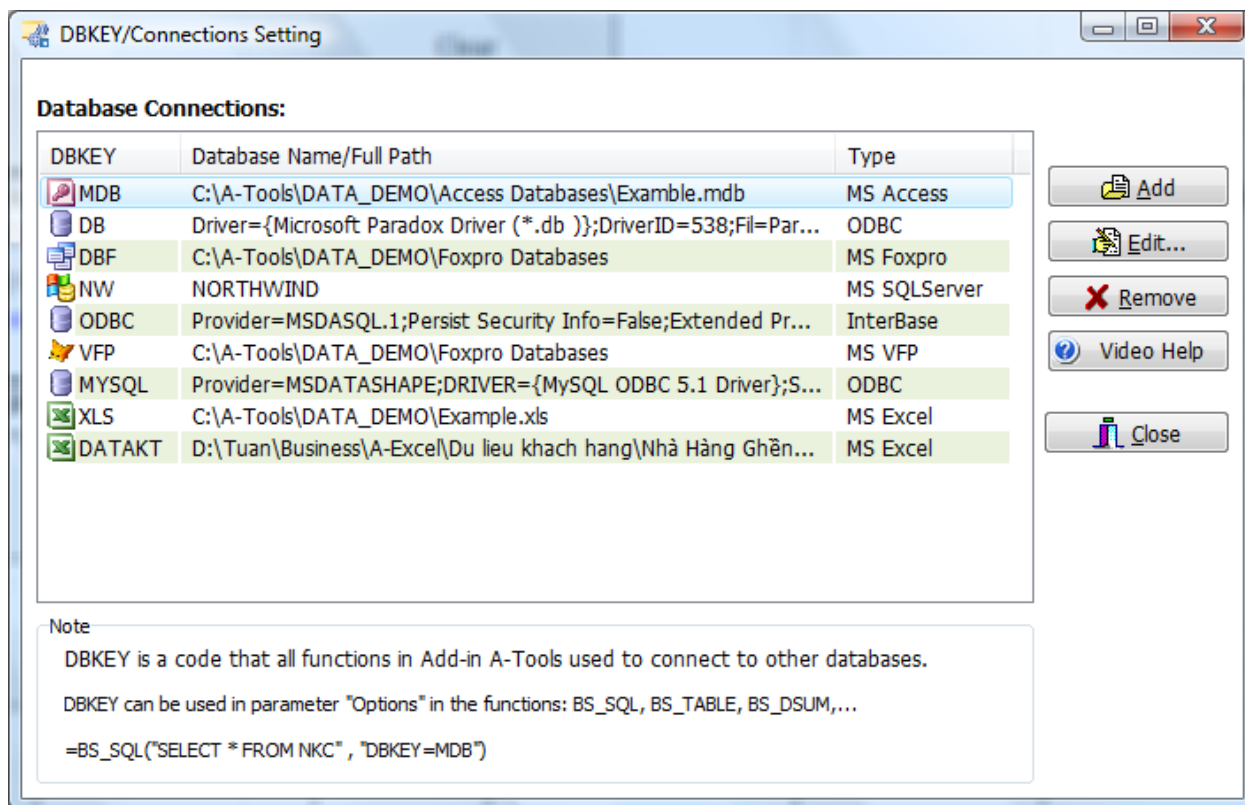 DBKEY/Connections Setting
Clear
Database Connections:
DBKEY Database Name/Full Path Type
MDB C:\A-Tools\DATA_DEMO\Access Databases\Examble.mdb MS Access
DB Driver={Microsoft Paradox Driver (*.db )};DriverID=538;Fil=Par... ODBC
DBF C:\A-Tools\DATA_DEMO\Foxpro Databases MS Foxpro
NW NORTHWIND MS SQLServer
ODBC Provider=MSDASQL.1;Persist Security Info=False;Extended Pr... InterBase
VFP C:\A-Tools\DATA_DEMO\Foxpro Databases MS VFP
MYSQL Provider=MSDATASHAPE;DRIVER={MySQL ODBC 5.1 Driver};S... ODBC
XLS C:\A-Tools\DATA_DEMO\Example.xls MS Excel
DATAKT D:\Tuan\Business\A-Excel\Du lieu khach hang\Nhà Hàng Ghền... MS Excel
Add
Edit...
Remove
Video Help
Close
Note
DBKEY is a code that all functions in Add-in A-Tools used to connect to other databases.
DBKEY can be used in parameter "Options" in the functions: BS_SQL, BS_TABLE, BS_DSUM,...
=BS_SQL("SELECT * FROM NKC" , "DBKEY=MDB")